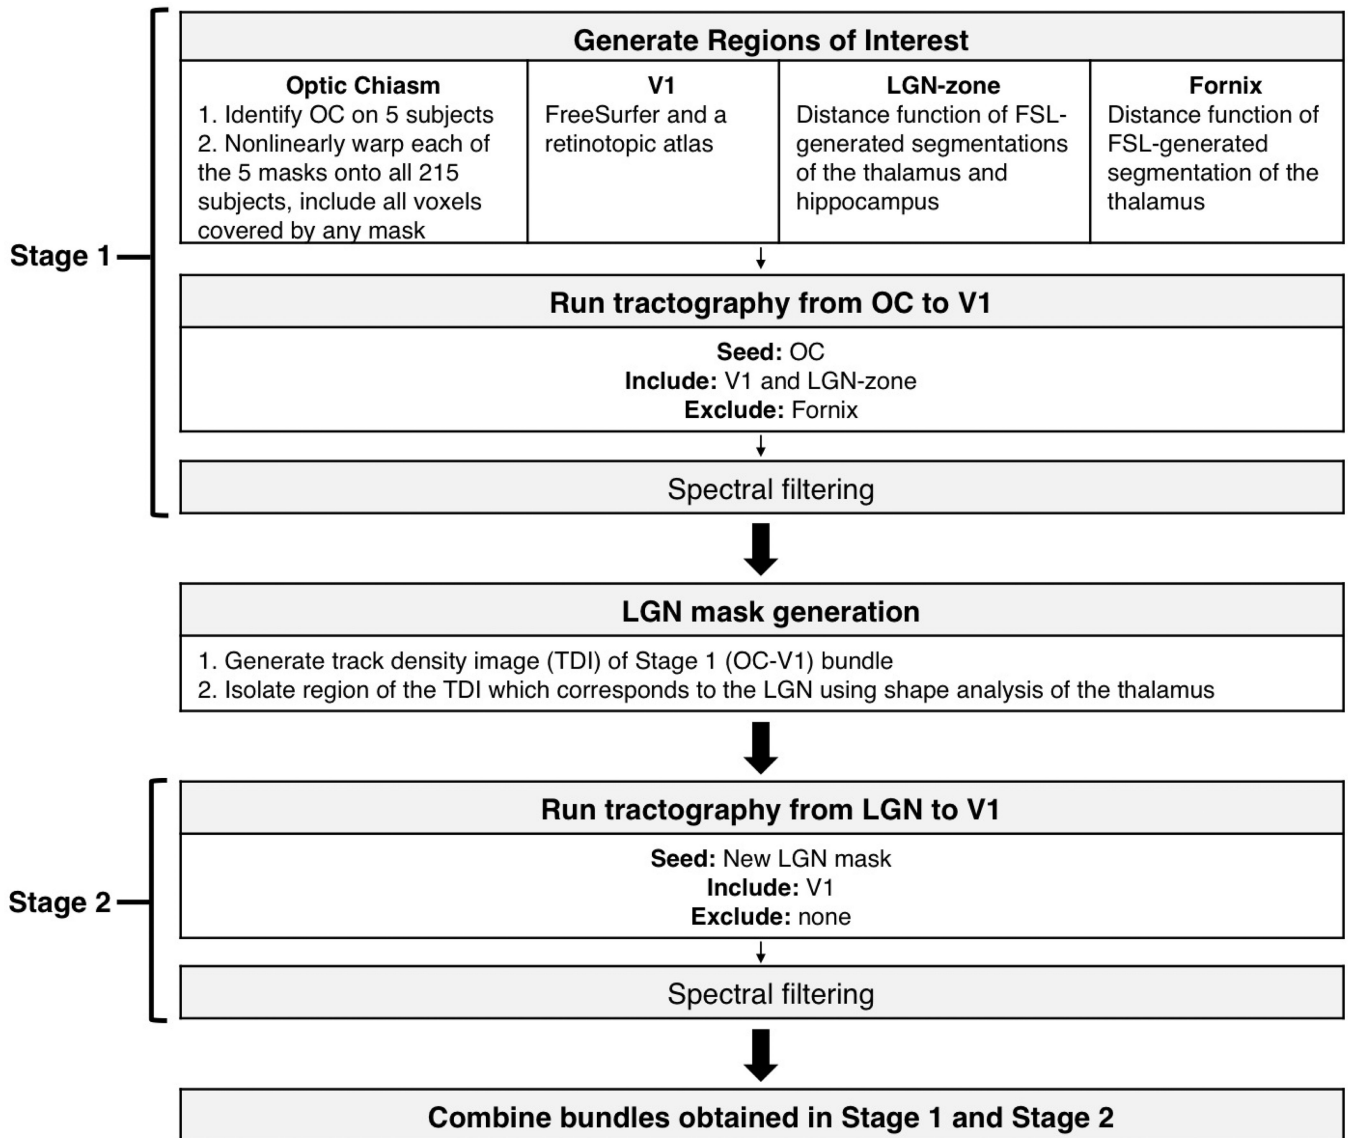 Generate Regions of Interest
Optic Chiasm
1. Identify OC on 5 subjects
2. Nonlinearly warp each of
the 5 masks onto all 215
subjects, include all voxels
covered by any mask
V1
FreeSurfer and a
retinotopic atlas
LGN-zone
Distance function of FSL-
generated segmentations
of the thalamus and
hippocampus
Fornix
Distance function of
FSL-generated
segmentation of the
thalamus
Stage 1
Run tractography from OC to V1
Seed: OC
Include: V1 and LGN-zone
Exclude: Fornix
Spectral filtering
LGN mask generation
1. Generate track density image (TDI) of Stage 1 (OC-V1) bundle
2. Isolate region of the TDI which corresponds to the LGN using shape analysis of the thalamus
Stage 2
Run tractography from LGN to V1
Seed: New LGN mask
Include: V1
Exclude: none
Spectral filtering
Combine bundles obtained in Stage 1 and Stage 2